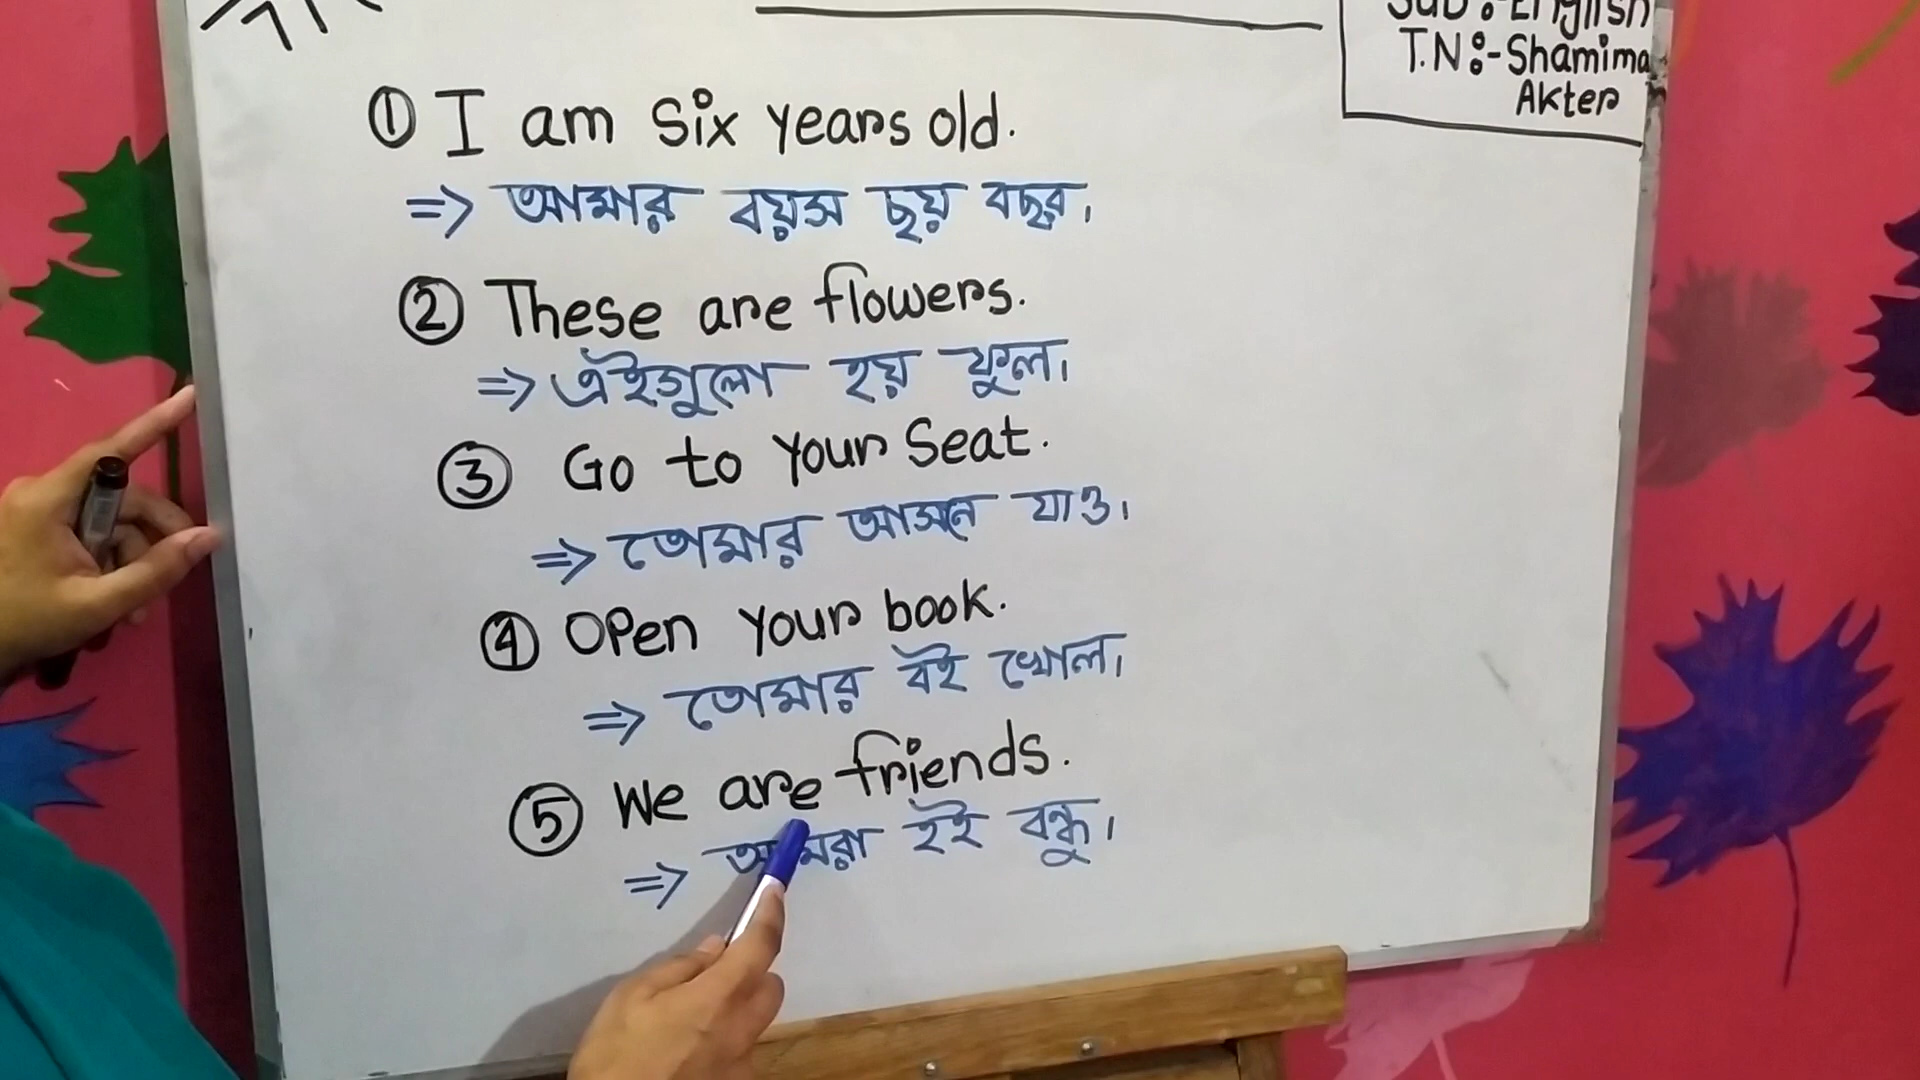 Sub :- English
T.N :- Shamima
Akter
① I am Six years old.
⇒ আমার বয়স ছয় বছর।
② These are flowers.
⇒ এইগুলো হয় ফুল।
③ Go to your Seat.
⇒ তোমার আসনে যাও।
④ Open your book.
⇒ তোমার বই খোল।
⑤ We are friends.
⇒ আমরা হই বন্ধু।